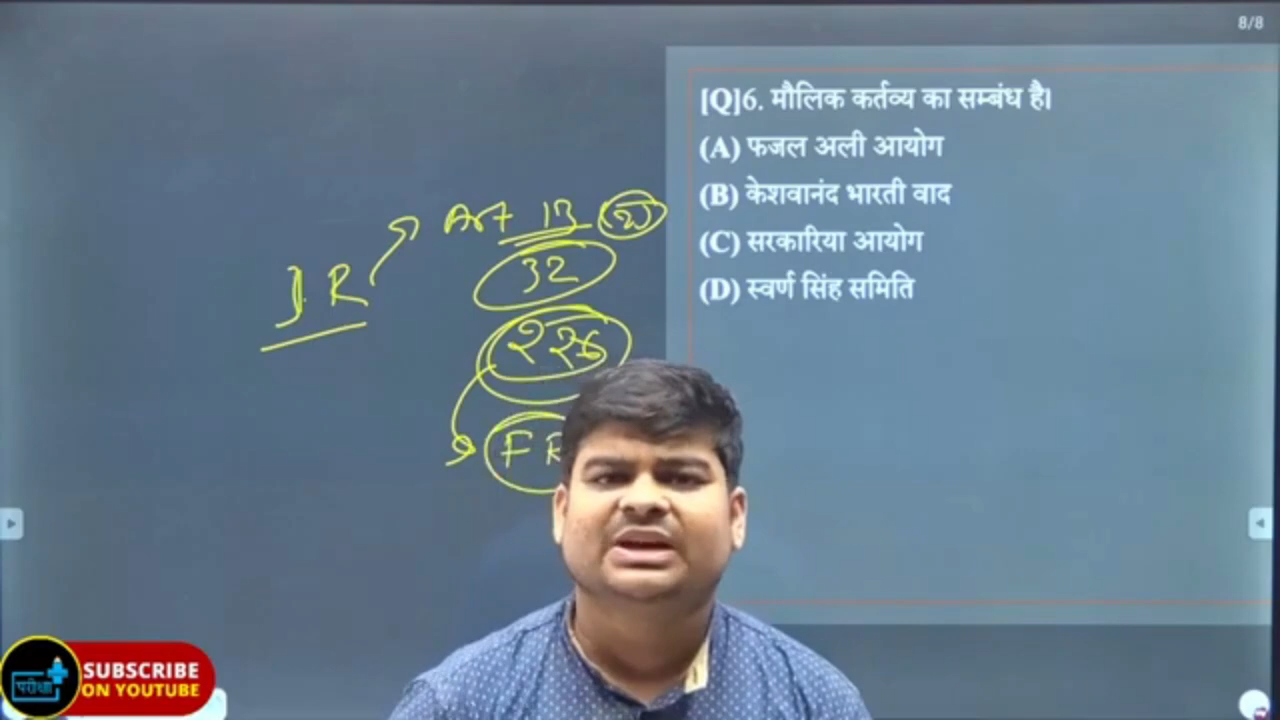 8/8
[Q]6. मौलिक कर्तव्य का सम्बंध है।
(A) फजल अली आयोग
(B) केशवानंद भारती वाद
(C) सरकारिया आयोग
(D) स्वर्ण सिंह समिति
J.R
Art 13
32
226
परीक्षा
SUBSCRIBE
ON YOUTUBE